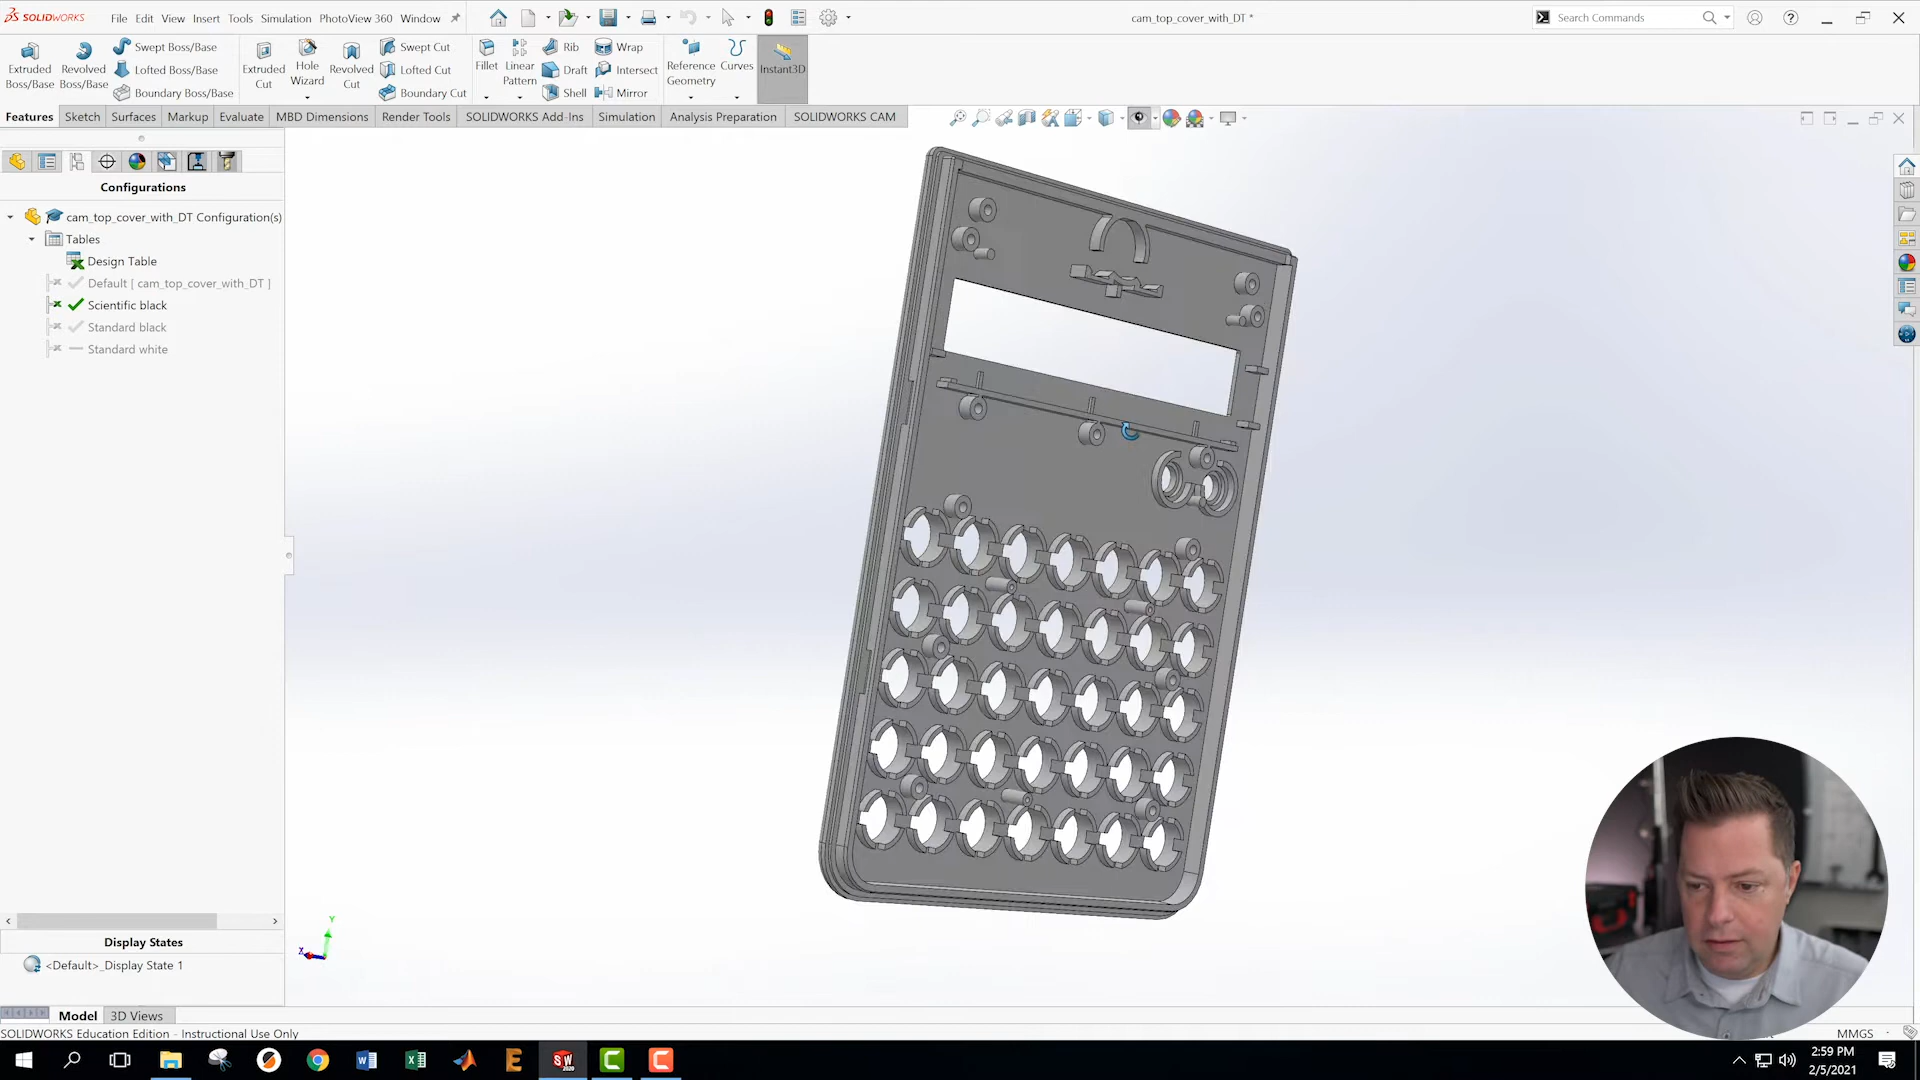 SOLIDWORKS File Edit View Insert Tools Simulation PhotoView 360 Window cam_top_cover_with_DT * Search Commands
Extruded Boss/Base
Revolved Boss/Base
Swept Boss/Base
Lofted Boss/Base
Boundary Boss/Base
Extruded Cut
Hole Wizard
Revolved Cut
Swept Cut
Lofted Cut
Boundary Cut
Fillet
Linear Pattern
Rib
Draft
Shell
Wrap
Intersect
Mirror
Reference Geometry
Curves
Instant3D
Features Sketch Surfaces Markup Evaluate MBD Dimensions Render Tools SOLIDWORKS Add-Ins Simulation Analysis Preparation SOLIDWORKS CAM
Configurations
cam_top_cover_with_DT Configuration(s)
Tables
Design Table
Default [ cam_top_cover_with_DT ]
Scientific black
Standard black
Standard white
Y
Display States
<Default>_Display State 1
Model 3D Views
SOLIDWORKS Education Edition - Instructional Use Only
MMGS
2:59 PM
2/5/2021